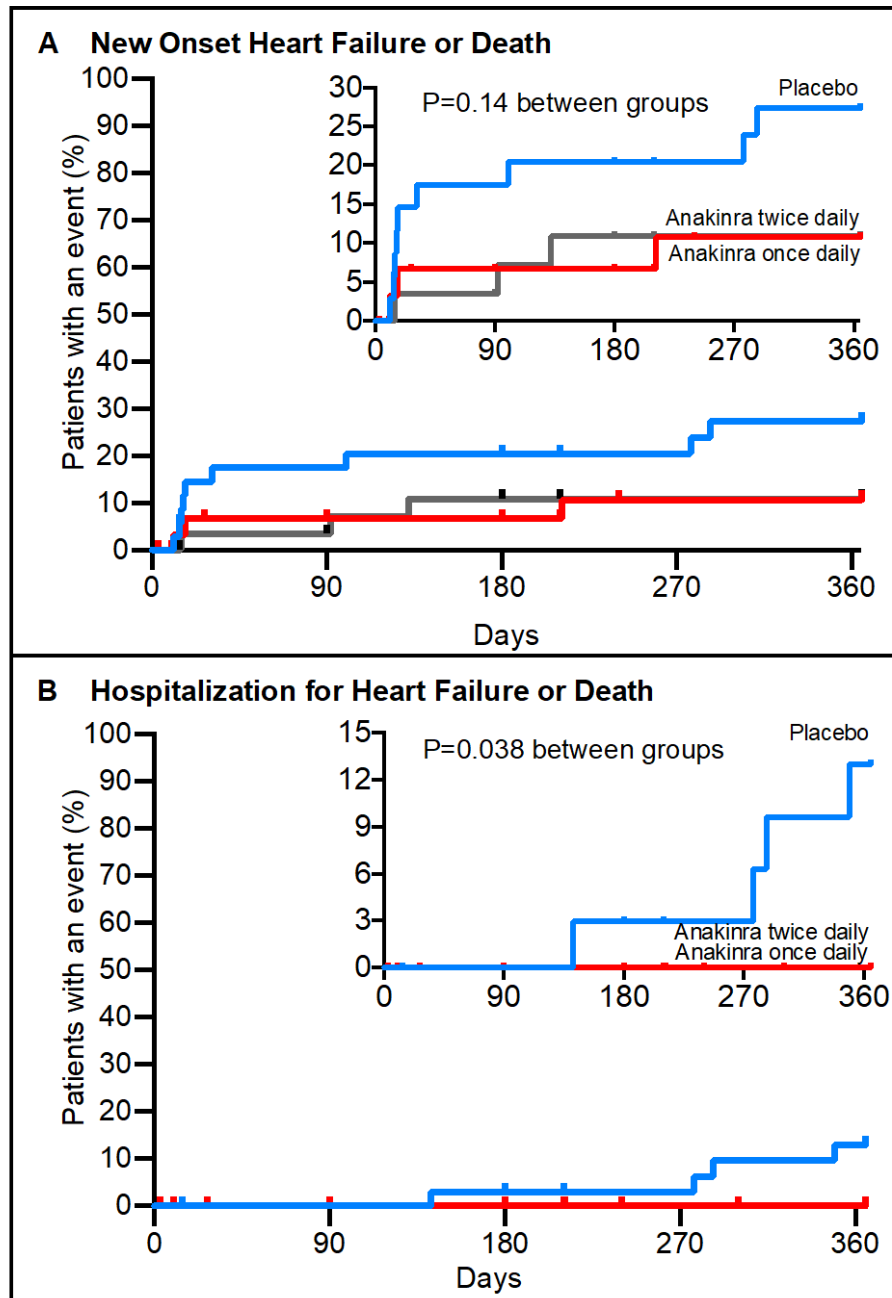 A New Onset Heart Failure or Death
Patients with an event (%)
100
90
80
70
60
50
40
30
20
10
0
0 90 180 270 360
Days
P=0.14 between groups
30
25
20
15
10
5
0
0 90 180 270 360
Placebo
Anakinra twice daily
Anakinra once daily
B Hospitalization for Heart Failure or Death
Patients with an event (%)
100
90
80
70
60
50
40
30
20
10
0
0 90 180 270 360
Days
P=0.038 between groups
15
12
9
6
3
0
0 90 180 270 360
Placebo
Anakinra twice daily
Anakinra once daily